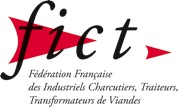 fict.
Fédération Française
des Industriels Charcutiers, Traiteurs,
Transformateurs de Viandes